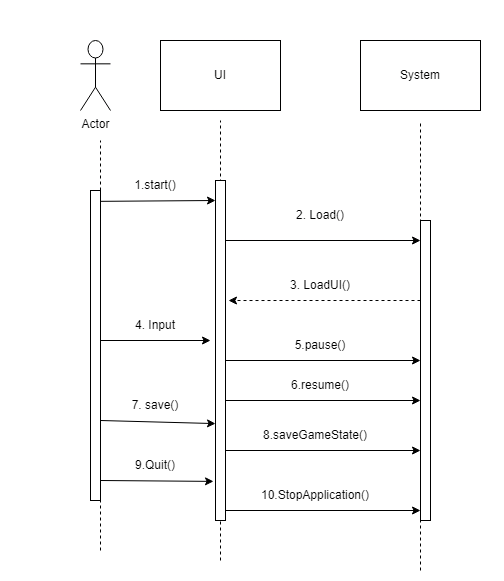 UI
System
Actor
1.start()
2. Load()
3. LoadUI()
4. Input
5.pause()
6.resume()
7. save()
8.saveGameState()
9.Quit()
10.StopApplication()